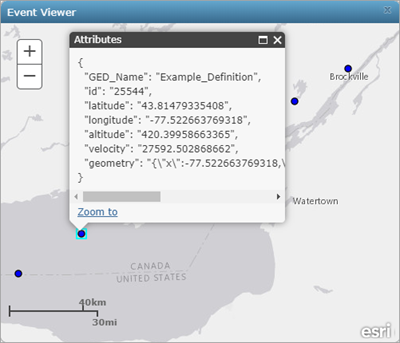 Event Viewer
Attributes
{
"GED_Name": "Example_Definition",
"id": "25544",
"latitude": "43.81479335408",
"longitude": "-77.522663769318",
"altitude": "420.39958663365",
"velocity": "27592.502868662",
"geometry": "{\"x\":-77.522663769318,\
}
Zoom to
Brockville
Watertown
CANADA
UNITED STATES
40km
30mi
esri